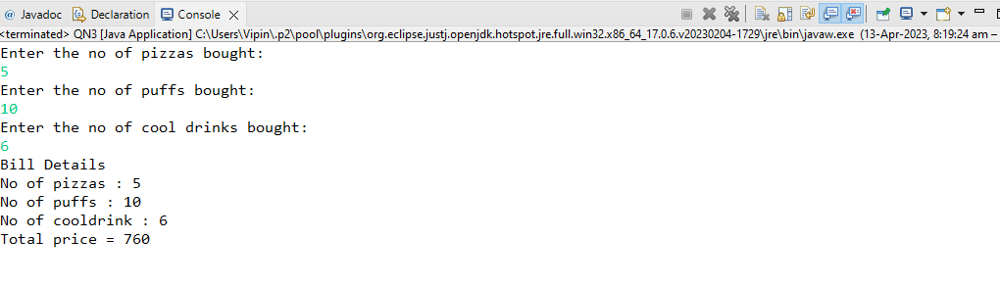 @ Javadoc Declaration Console
<terminated> QN3 [Java Application] C:\Users\Vipin\.p2\pool\plugins\org.eclipse.justj.openjdk.hotspot.jre.full.win32.x86_64_17.0.6.v20230204-1729\jre\bin\javaw.exe (13-Apr-2023, 8:19:24 am –
Enter the no of pizzas bought:
5
Enter the no of puffs bought:
10
Enter the no of cool drinks bought:
6
Bill Details
No of pizzas : 5
No of puffs : 10
No of cooldrink : 6
Total price = 760